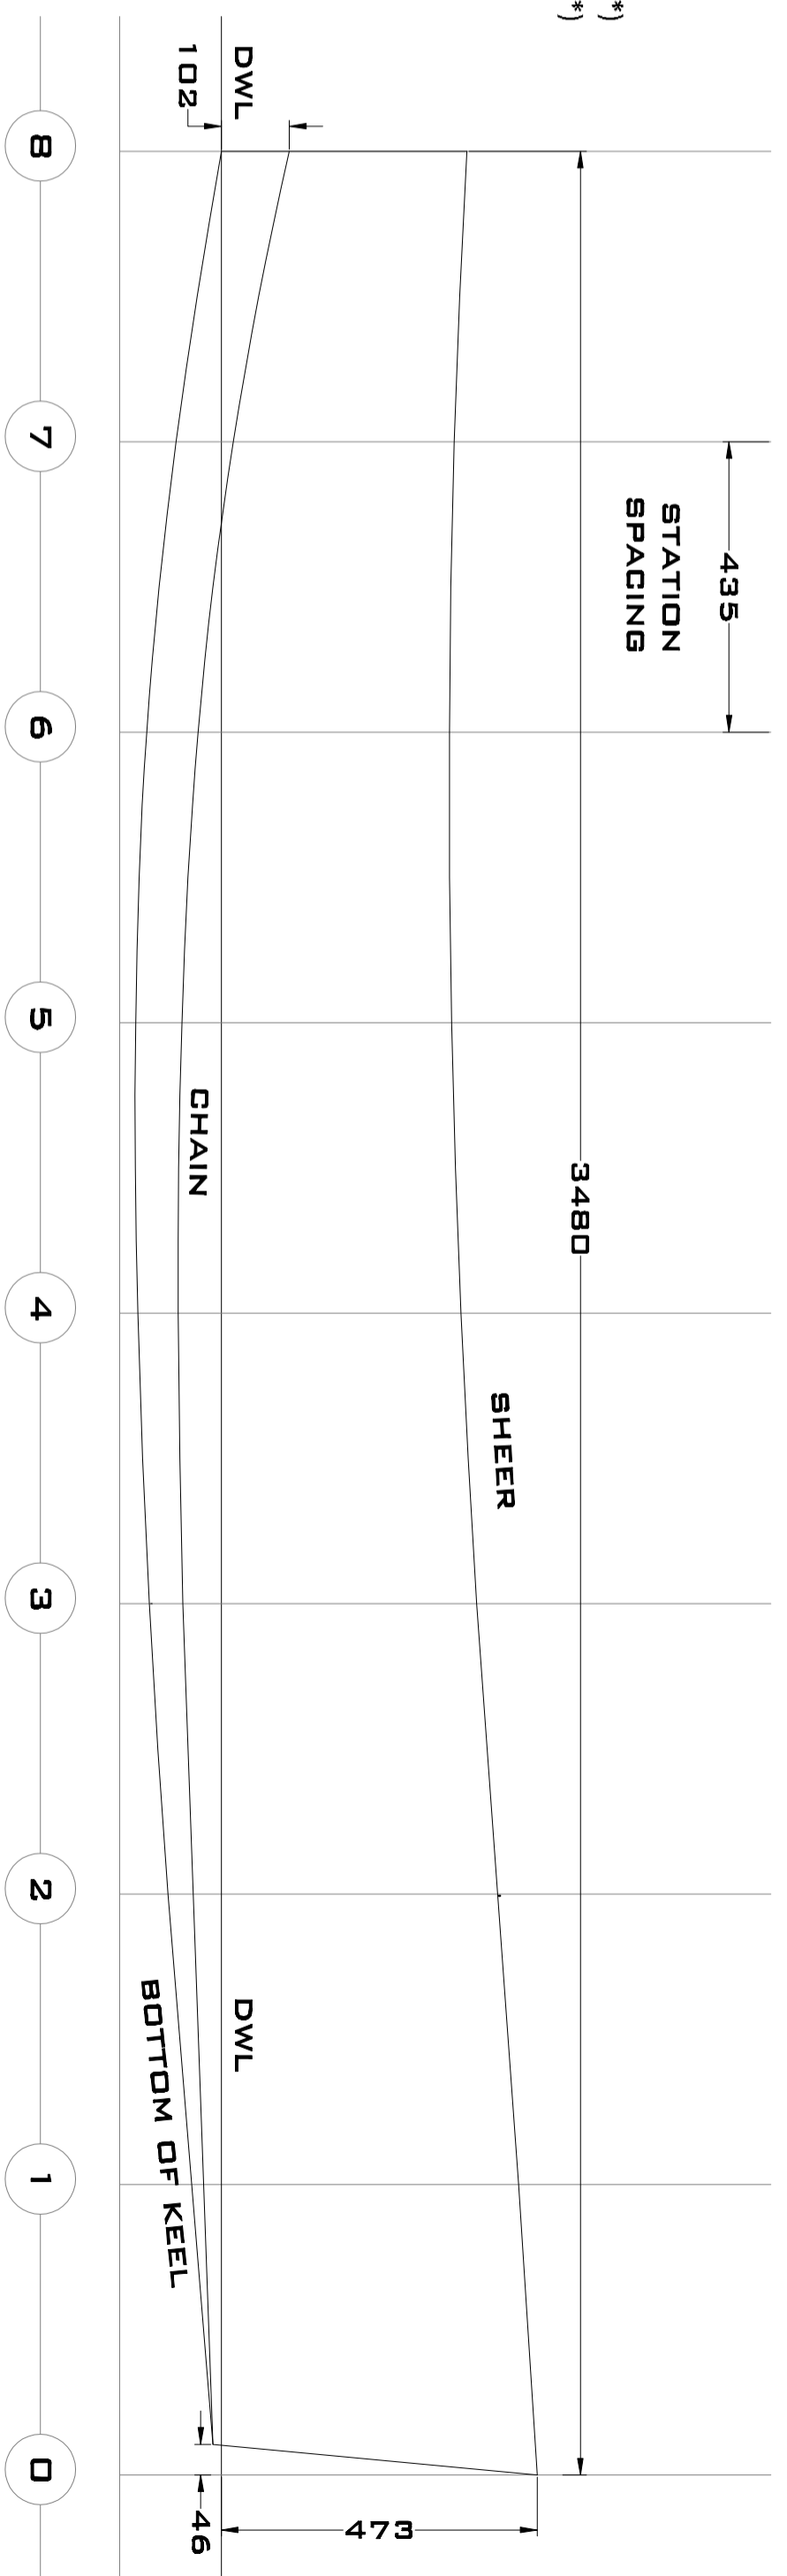 *)
*)
435
STATION
SPACING
3480
SHEER
DWL
102
CHAIN
DWL
BOTTOM OF KEEL
473
46
8
7
6
5
4
3
2
1
0